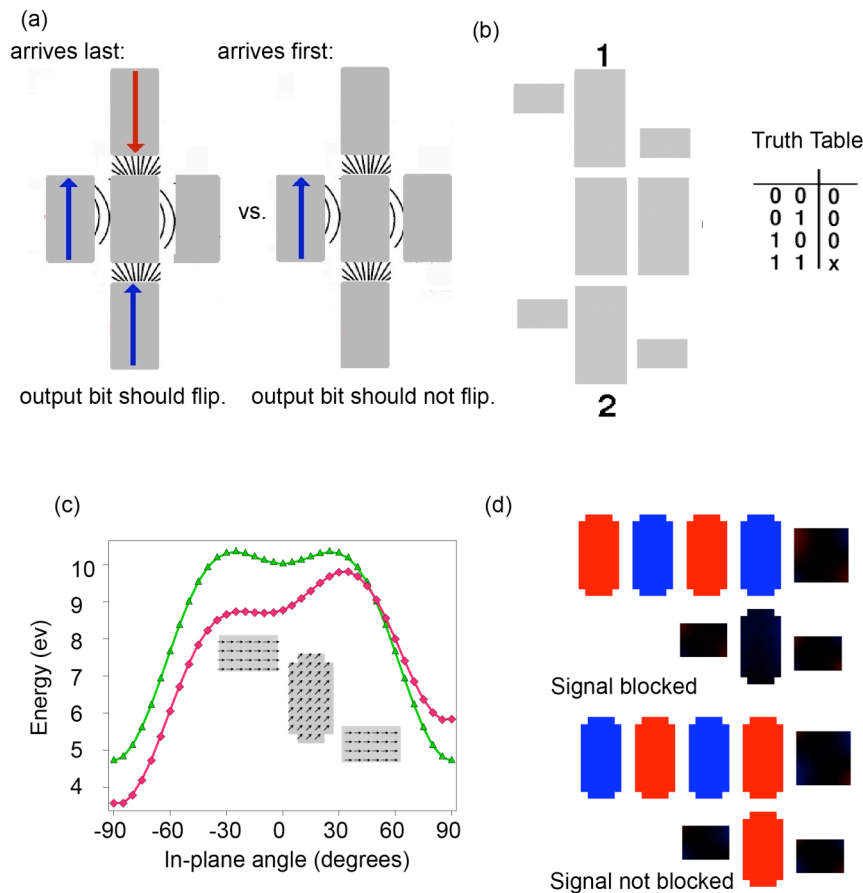 (a)
arrives last:
arrives first:
vs.
output bit should flip.
output bit should not flip.
(b)
1
2
Truth Table
0 0 0
0 1 0
1 0 0
1 1 x
(c)
Energy (ev)
10
9
8
7
6
5
4
-90 -60 -30 0 30 60 90
In-plane angle (degrees)
(d)
Signal blocked
Signal not blocked